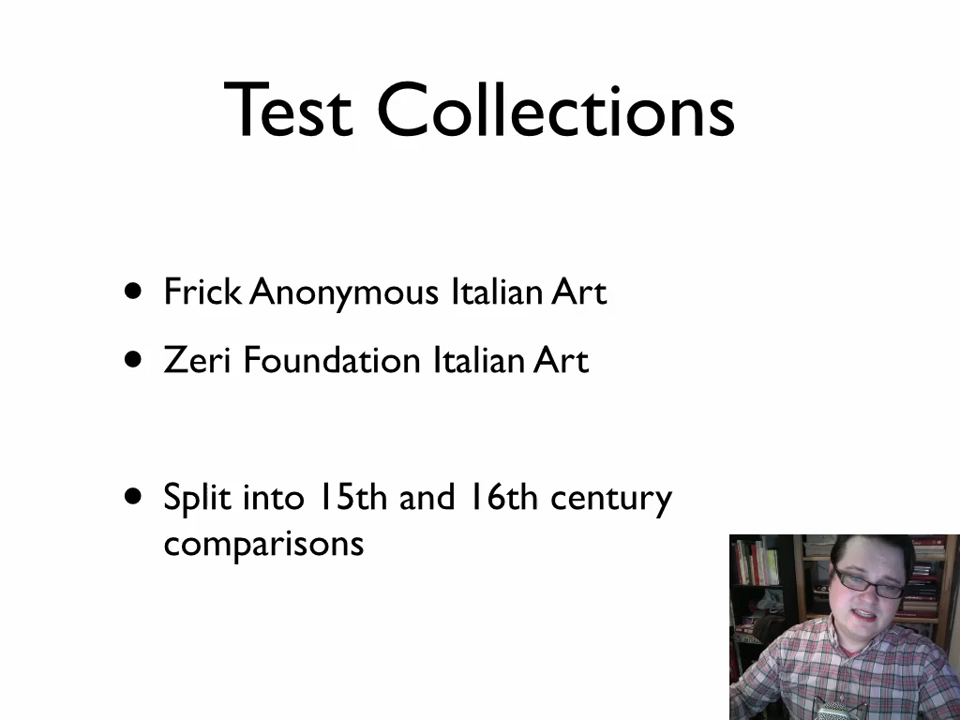 Test Collections
• Frick Anonymous Italian Art
• Zeri Foundation Italian Art
• Split into 15th and 16th century
comparisons